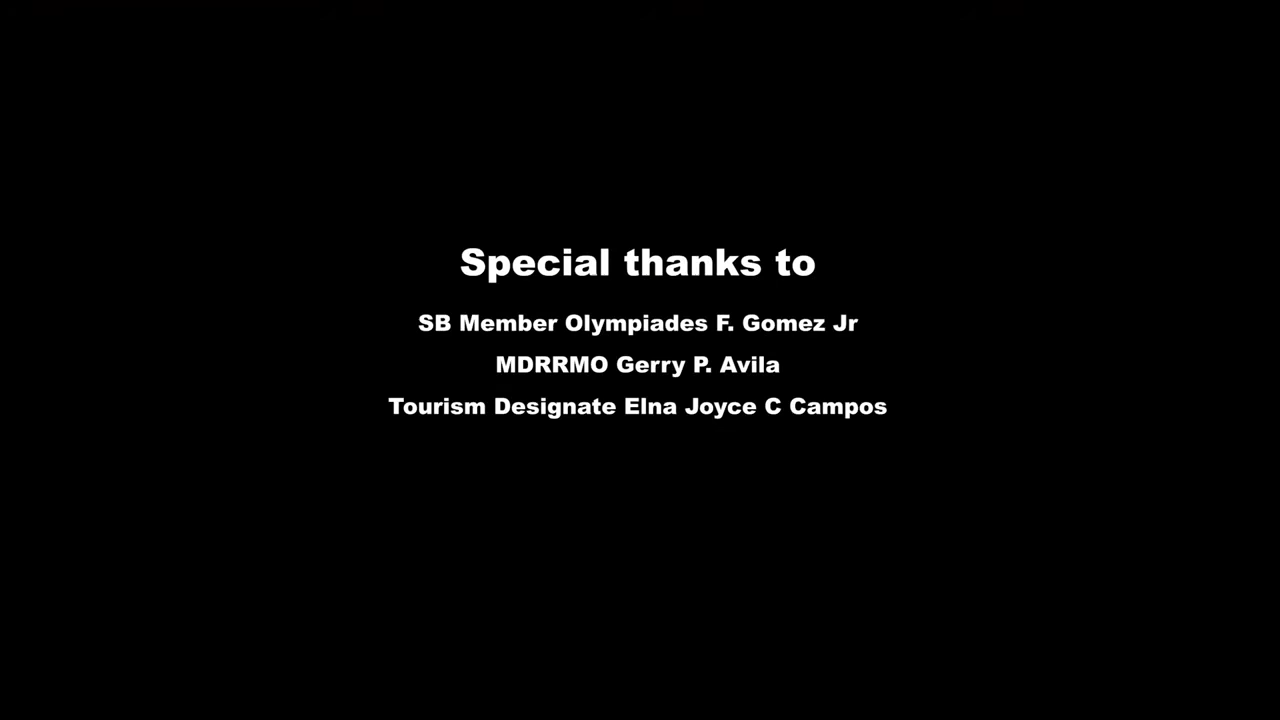 Special thanks to
SB Member Olympiades F. Gomez Jr
MDRRMO Gerry P. Avila
Tourism Designate Elna Joyce C Campos